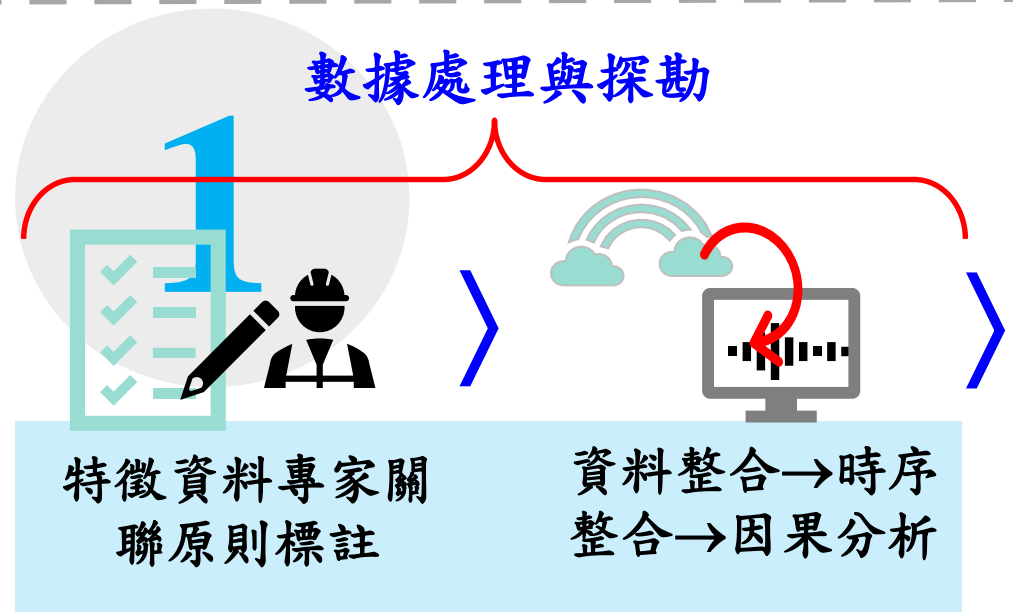 數據處理與探勘
1
特徵資料專家關
聯原則標註
資料整合→時序
整合→因果分析